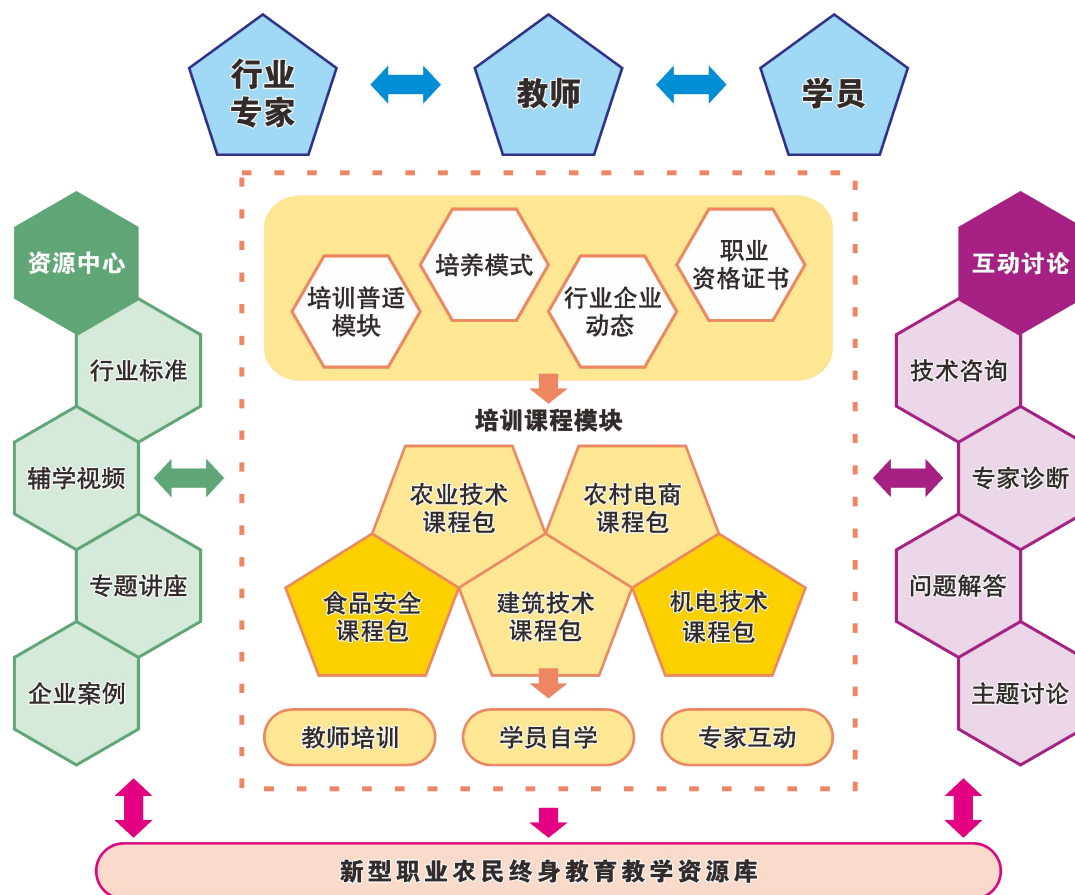 行业
专家
教师
学员
资源中心
行业标准
辅学视频
专题讲座
企业案例
培训普适
模块
培养模式
行业企业
动态
职业
资格证书
培训课程模块
农业技术
课程包
农村电商
课程包
食品安全
课程包
建筑技术
课程包
机电技术
课程包
教师培训
学员自学
专家互动
互动讨论
技术咨询
专家诊断
问题解答
主题讨论
新型职业农民终身教育教学资源库